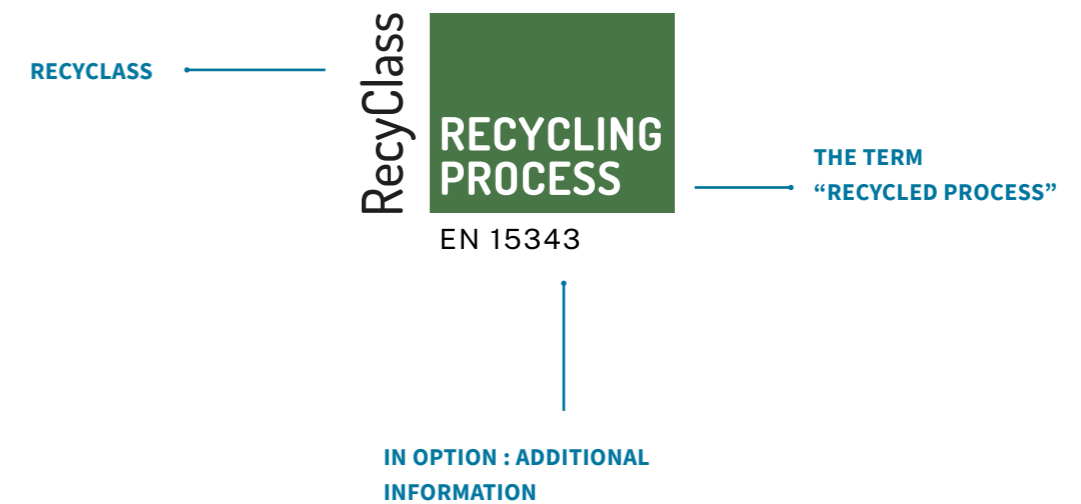 RECYCLASS
RecyClass
RECYCLING
PROCESS
THE TERM
“RECYCLED PROCESS”
EN 15343
IN OPTION : ADDITIONAL
INFORMATION